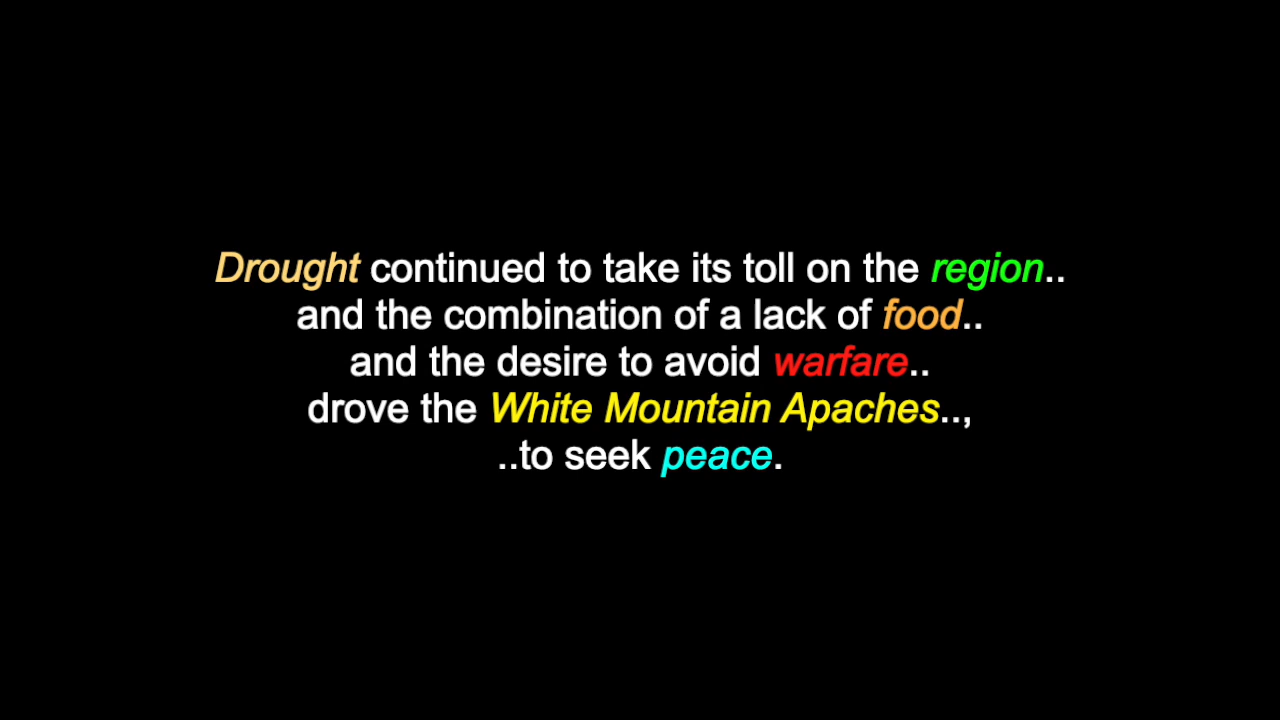 Drought continued to take its toll on the region..
and the combination of a lack of food..
and the desire to avoid warfare..
drove the White Mountain Apaches..,
..to seek peace.